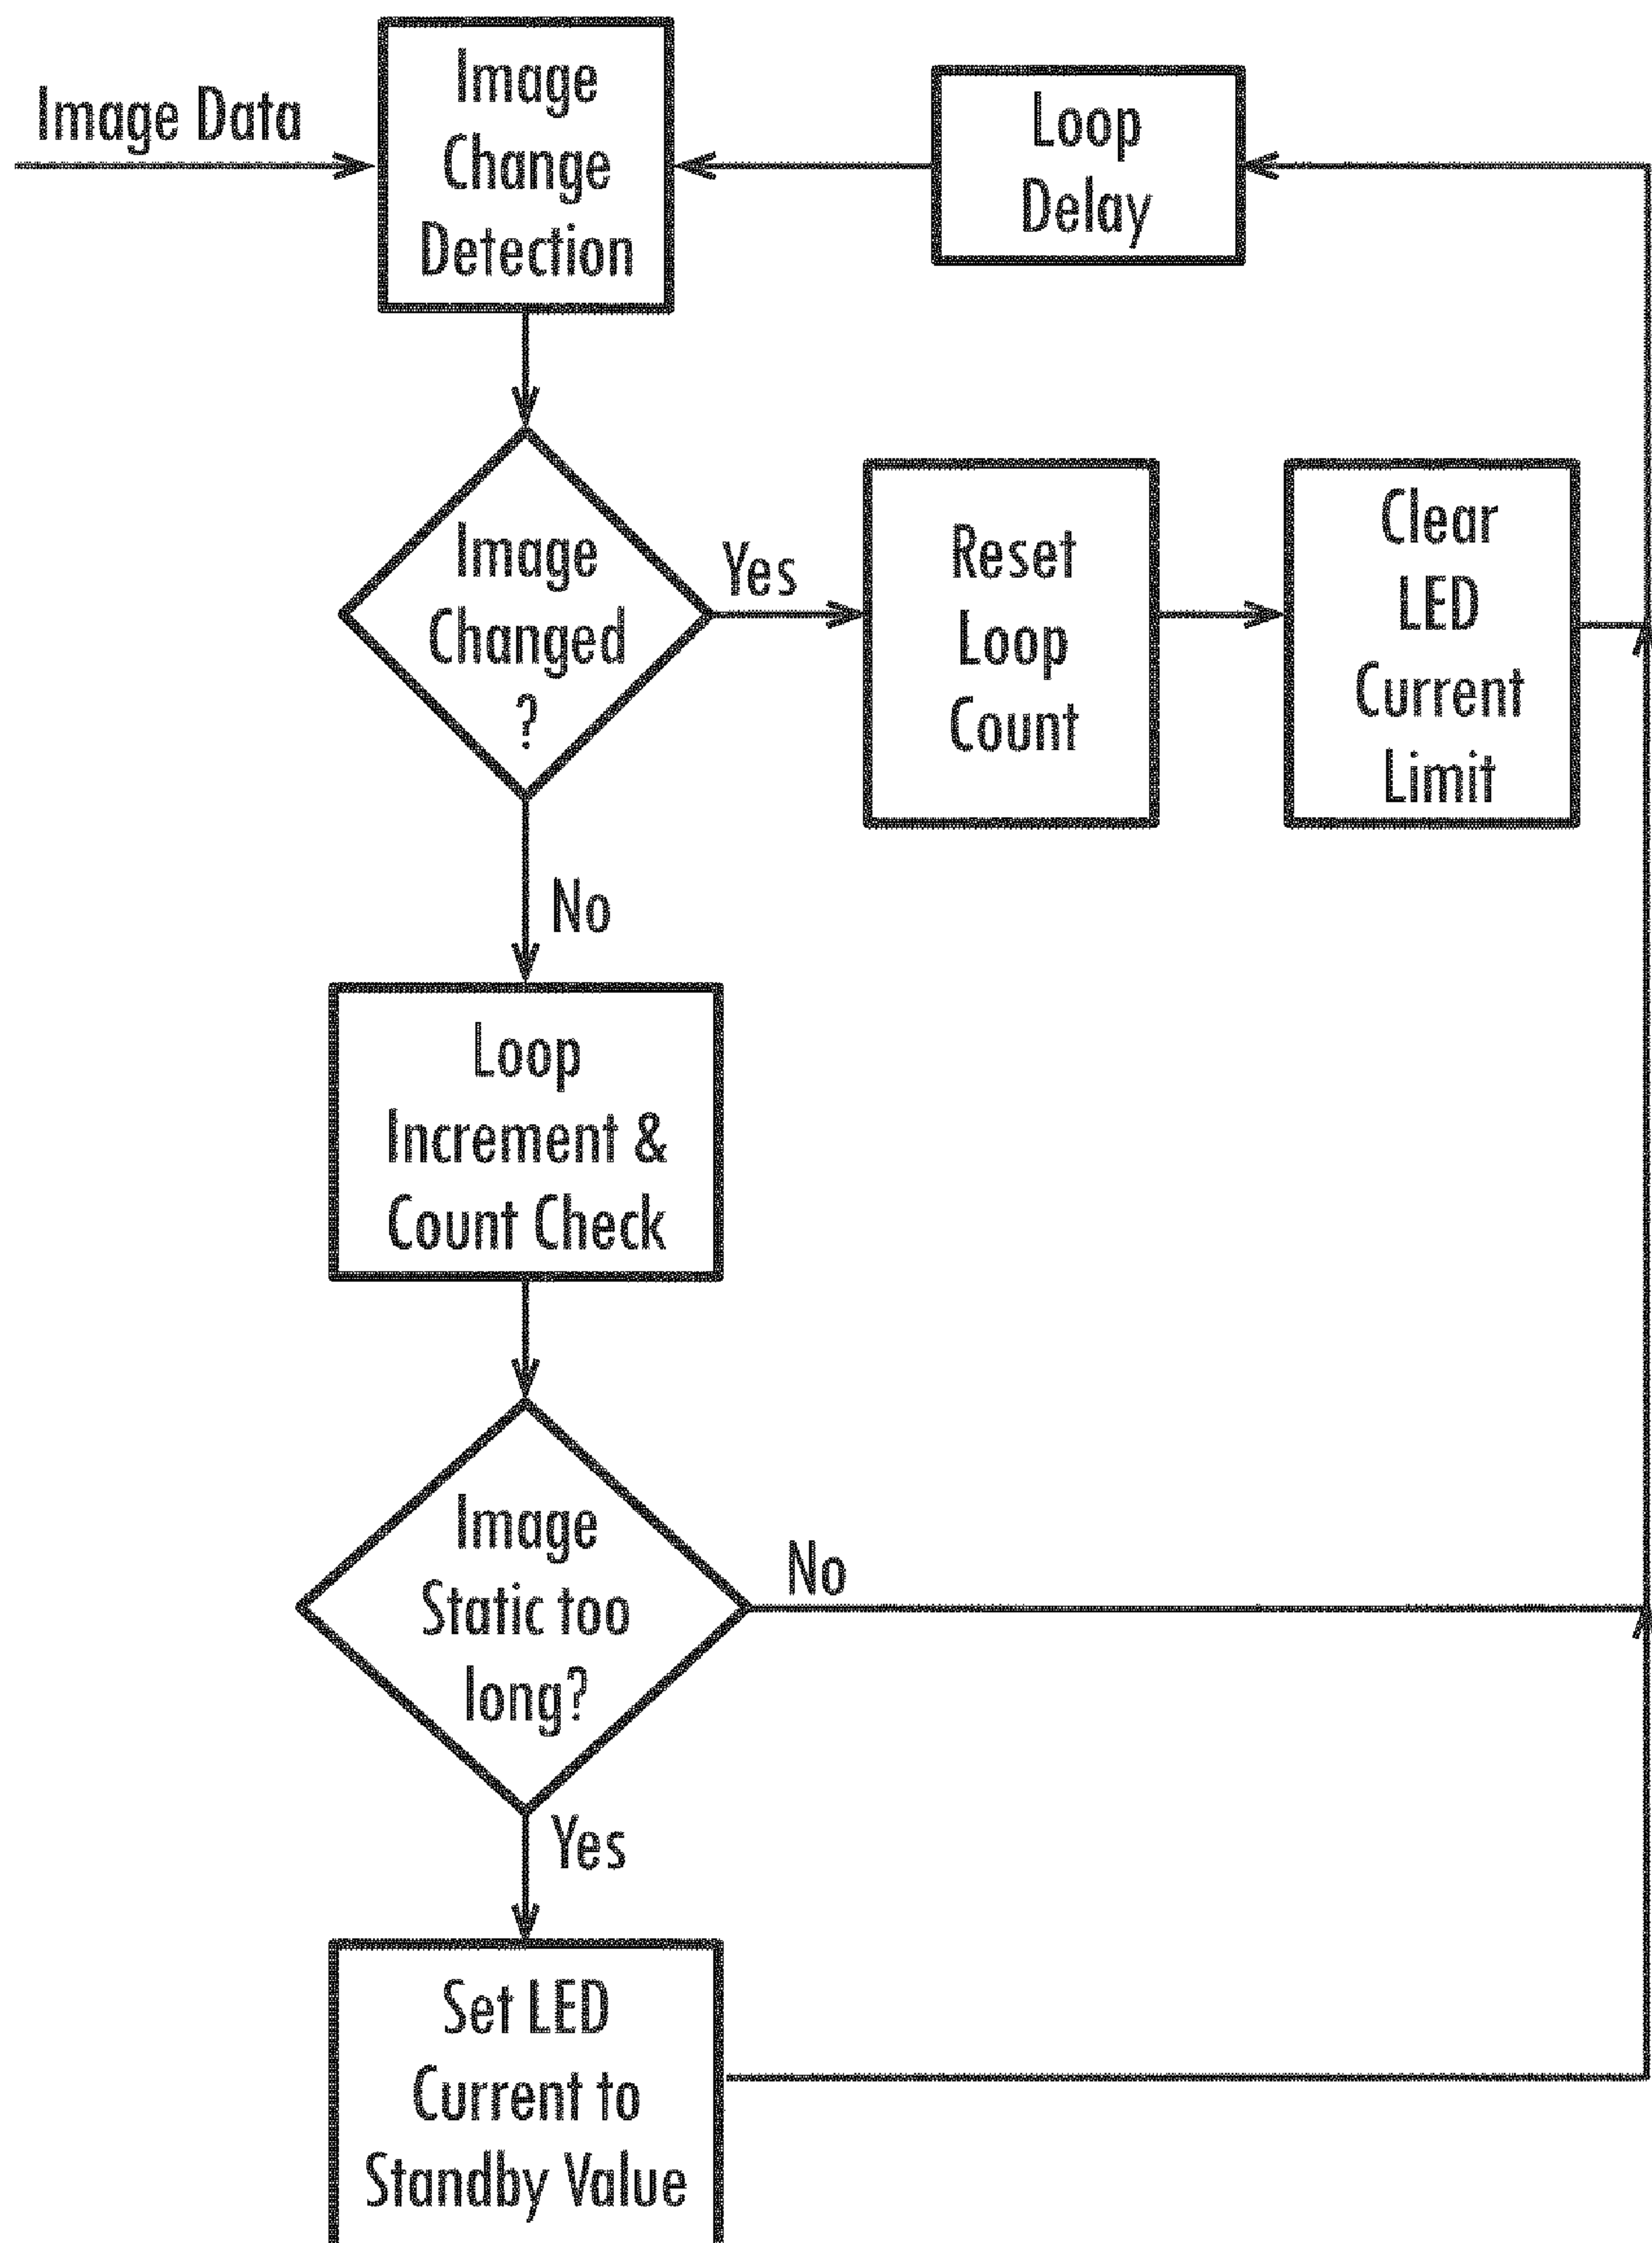 Image Data
Image
Change
Detection
Loop
Delay
Image
Changed
?
Yes
Reset
Loop
Count
Clear
LED
Current
Limit
No
Loop
Increment &
Count Check
Image
Static too
long?
No
Yes
Set LED
Current to
Standby Value